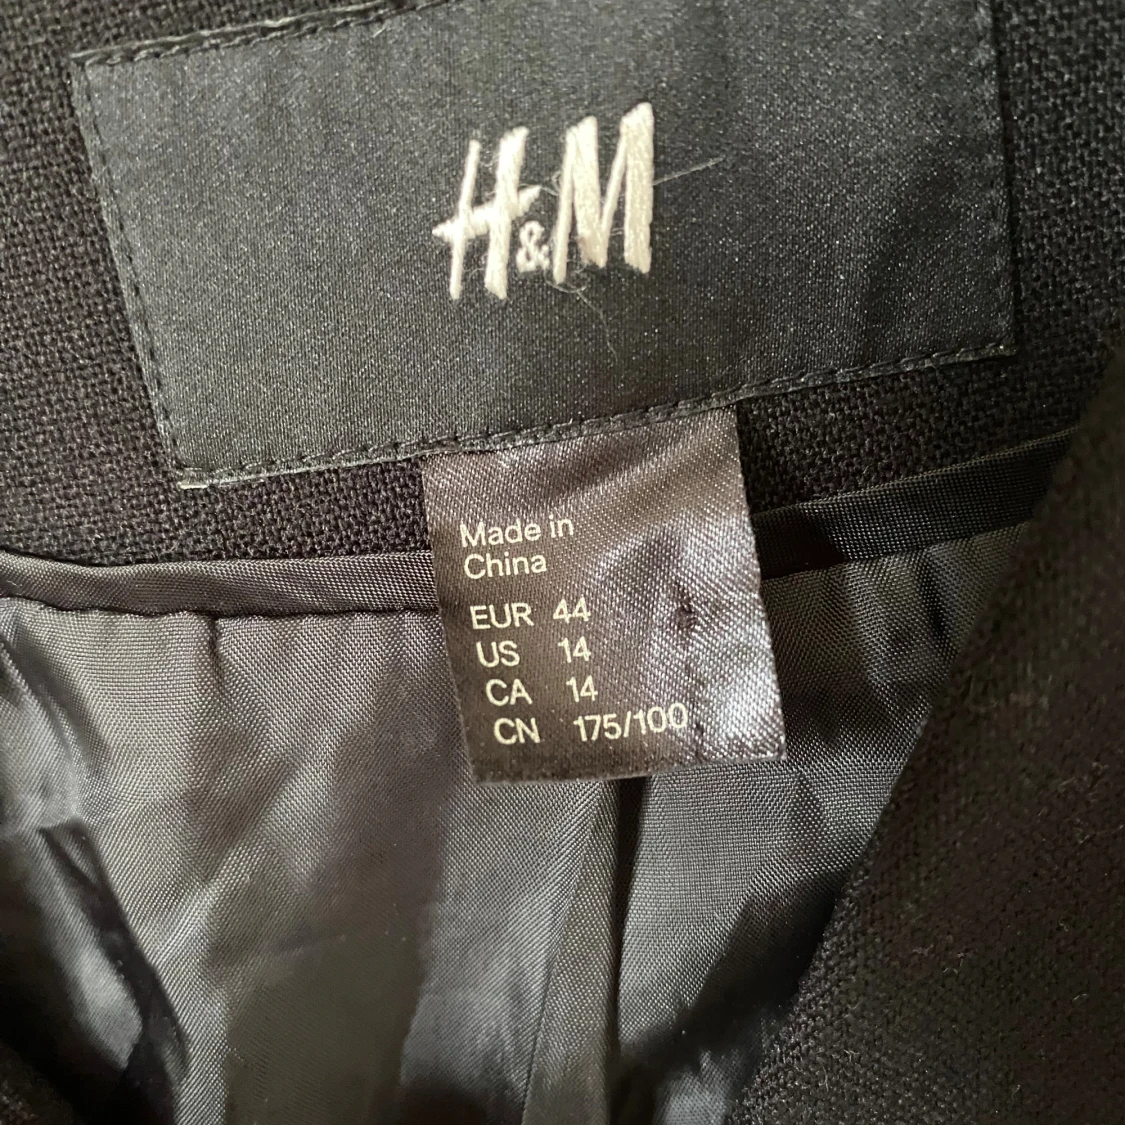 H&M
Made in
China
EUR 44
US 14
CA 14
CN 175/100